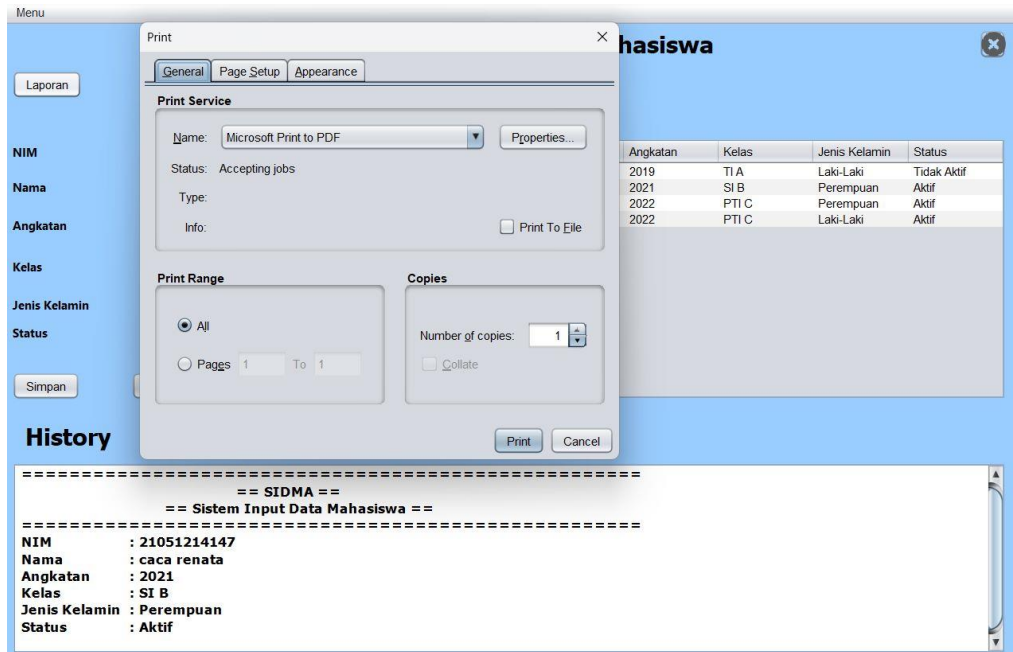 Menu
Print
hasiswa
Laporan
General Page Setup Appearance
Print Service
Name: Microsoft Print to PDF Properties...
Status: Accepting jobs
Type:
Info: Print To File
Print Range
All
Pages 1 To 1
Copies
Number of copies: 1
Collate
Print Cancel
NIM
Nama
Angkatan
Kelas
Jenis Kelamin
Status
Simpan
Angkatan Kelas Jenis Kelamin Status
2019 TI A Laki-Laki Tidak Aktif
2021 SI B Perempuan Aktif
2022 PTI C Perempuan Aktif
2022 PTI C Laki-Laki Aktif
History
====================================================
== SIDMA ==
== Sistem Input Data Mahasiswa ==
====================================================
NIM : 21051214147
Nama : caca renata
Angkatan : 2021
Kelas : SI B
Jenis Kelamin : Perempuan
Status : Aktif